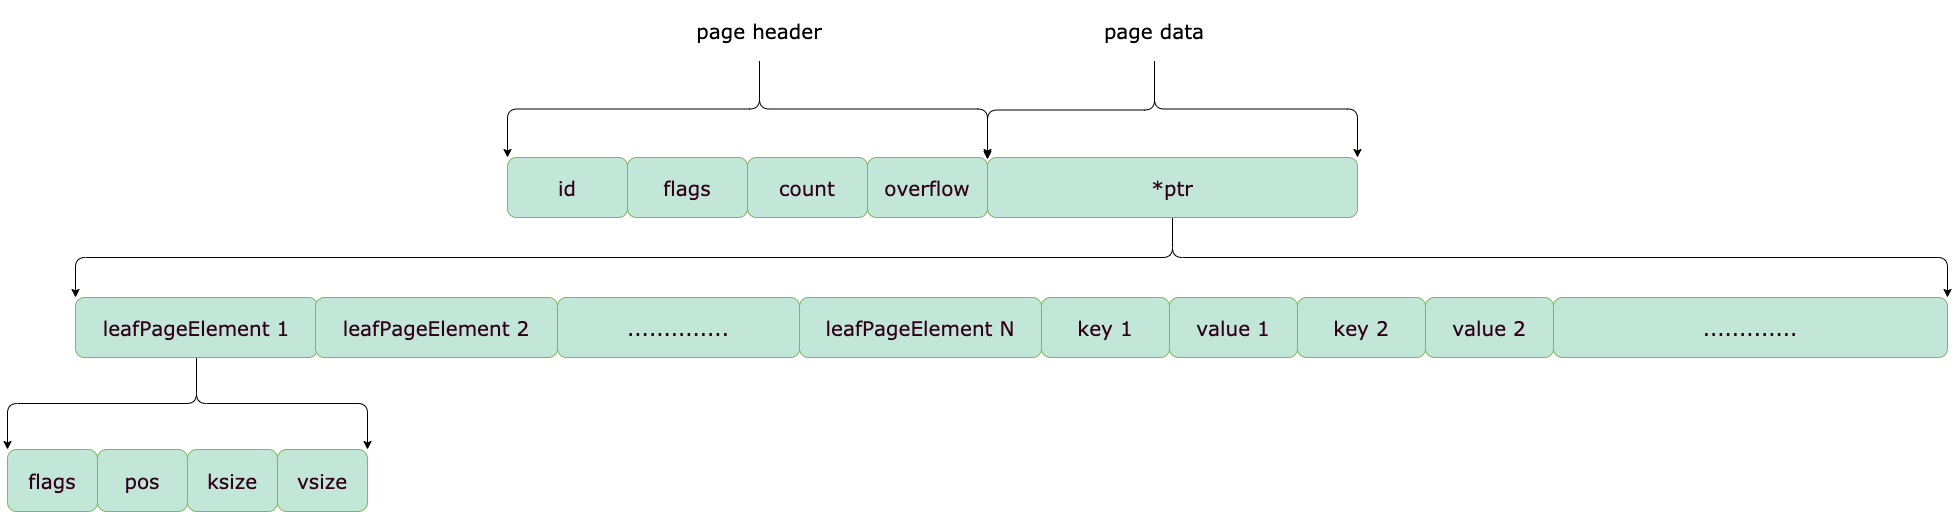 page header page data
id flags count overflow *ptr
leafPageElement 1 leafPageElement 2 .............. leafPageElement N key 1 value 1 key 2 value 2 .............
flags pos ksize vsize